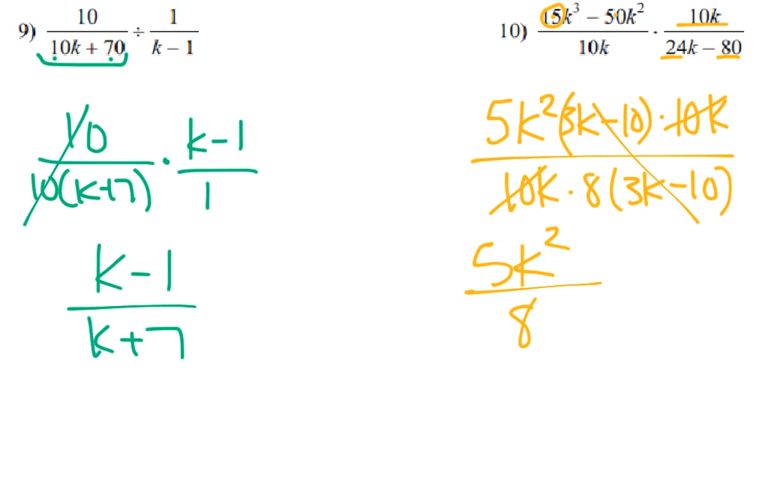 9) 10/(10k + 70) ÷ 1/(k − 1)
10/(10(k+7)) · (k−1)/1
(k−1)/(k+7)
10) (15k³ − 50k²)/(10k) · (10k)/(24k − 80)
(5k²(3k−10)·10k)/(10k·8(3k−10))
5k²/8